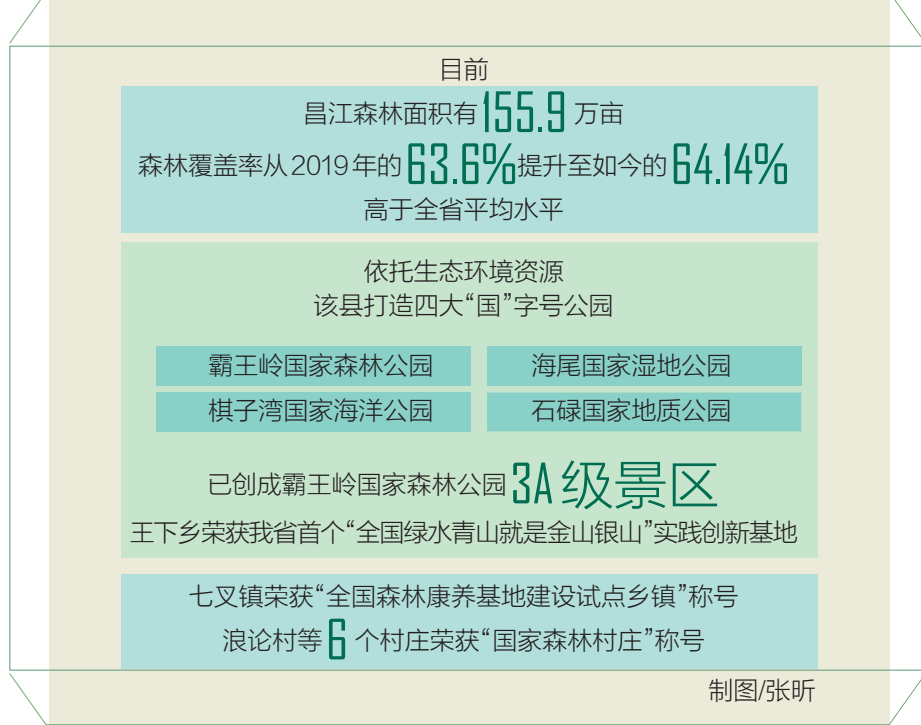 目前
昌江森林面积有155.9万亩
森林覆盖率从2019年的63.6%提升至如今的64.14%
高于全省平均水平
依托生态环境资源
该县打造四大“国”字号公园
霸王岭国家森林公园
海尾国家湿地公园
棋子湾国家海洋公园
石碌国家地质公园
已创成霸王岭国家森林公园3A级景区
王下乡荣获我省首个“全国绿水青山就是金山银山”实践创新基地
七叉镇荣获“全国森林康养基地建设试点乡镇”称号
浪论村等6个村庄荣获“国家森林村庄”称号
制图/张昕